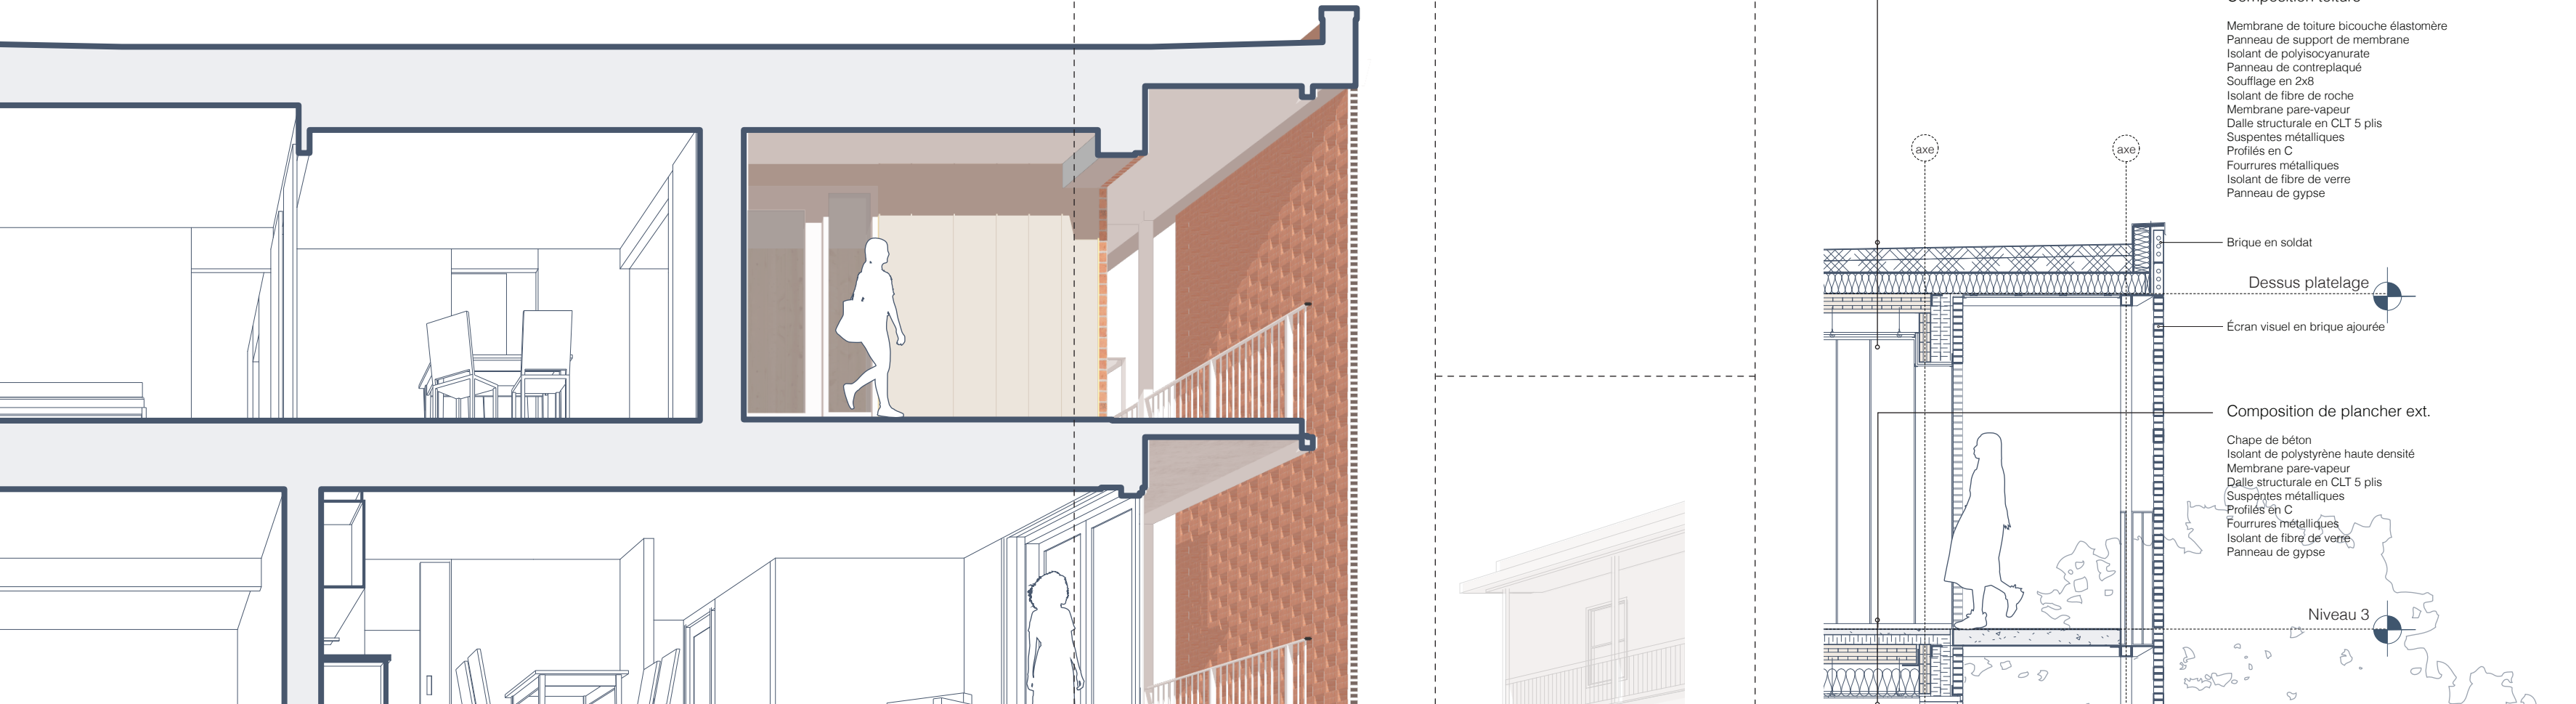 Composition toiture
Membrane de toiture bicouche élastomère
Panneau de support de membrane
Isolant de polyisocyanurate
Panneau de contreplaqué
Soufflage en 2x8
Isolant de fibre de roche
Membrane pare-vapeur
Dalle structurale en CLT 5 plis
Suspentes métalliques
Profilés en C
Fourrures métalliques
Isolant de fibre de verre
Panneau de gypse
axe
axe
Brique en soldat
Dessus platelage
Écran visuel en brique ajourée
Composition de plancher ext.
Chape de béton
Isolant de polystyrène haute densité
Membrane pare-vapeur
Dalle structurale en CLT 5 plis
Suspentes métalliques
Profilés en C
Fourrures métalliques
Isolant de fibre de verre
Panneau de gypse
Niveau 3